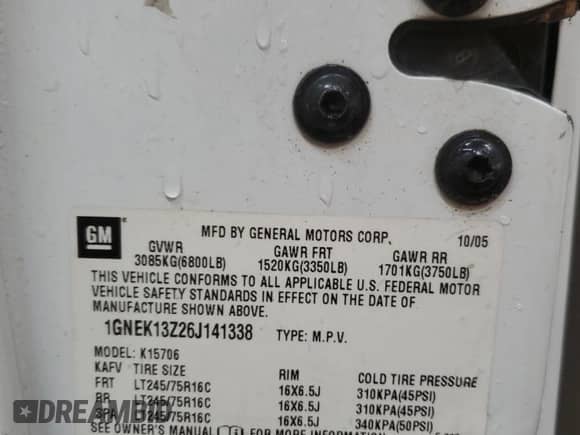 GM
MFD BY GENERAL MOTORS CORP. 10/05
GVWR GAWR FRT GAWR RR
3085KG(6800LB) 1520KG(3350LB) 1701KG(3750LB)
THIS VEHICLE CONFORMS TO ALL APPLICABLE U.S. FEDERAL MOTOR
VEHICLE SAFETY STANDARDS IN EFFECT ON THE DATE OF
MANUFACTURE SHOWN ABOVE.
1GNEK13Z26J141338 TYPE: M.P.V.
MODEL: K15706
KAFV TIRE SIZE RIM COLD TIRE PRESSURE
FRT LT245/75R16C 16X6.5J 310KPA(45PSI)
RR LT245/75R16C 16X6.5J 310KPA(45PSI)
SPA LT245/75R16C 16X6.5J 340KPA(50PSI)
SEE OWNER'S MANUAL FOR MORE INFORMATION
DREAMBID